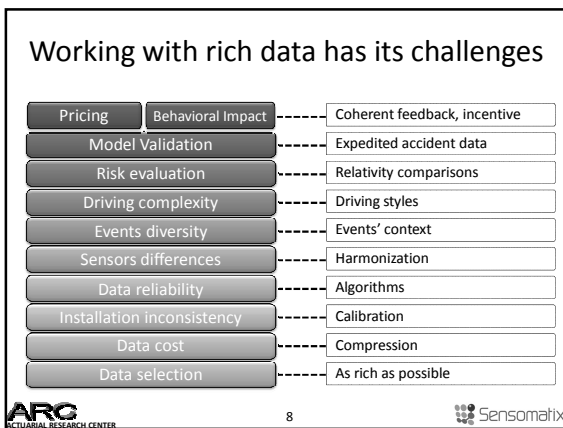 Working with rich data has its challenges
Pricing Behavioral Impact Coherent feedback, incentive
Model Validation Expedited accident data
Risk evaluation Relativity comparisons
Driving complexity Driving styles
Events diversity Events' context
Sensors differences Harmonization
Data reliability Algorithms
Installation inconsistency Calibration
Data cost Compression
Data selection As rich as possible
ARC
ACTUARIAL RESEARCH CENTER
8
Sensomatix